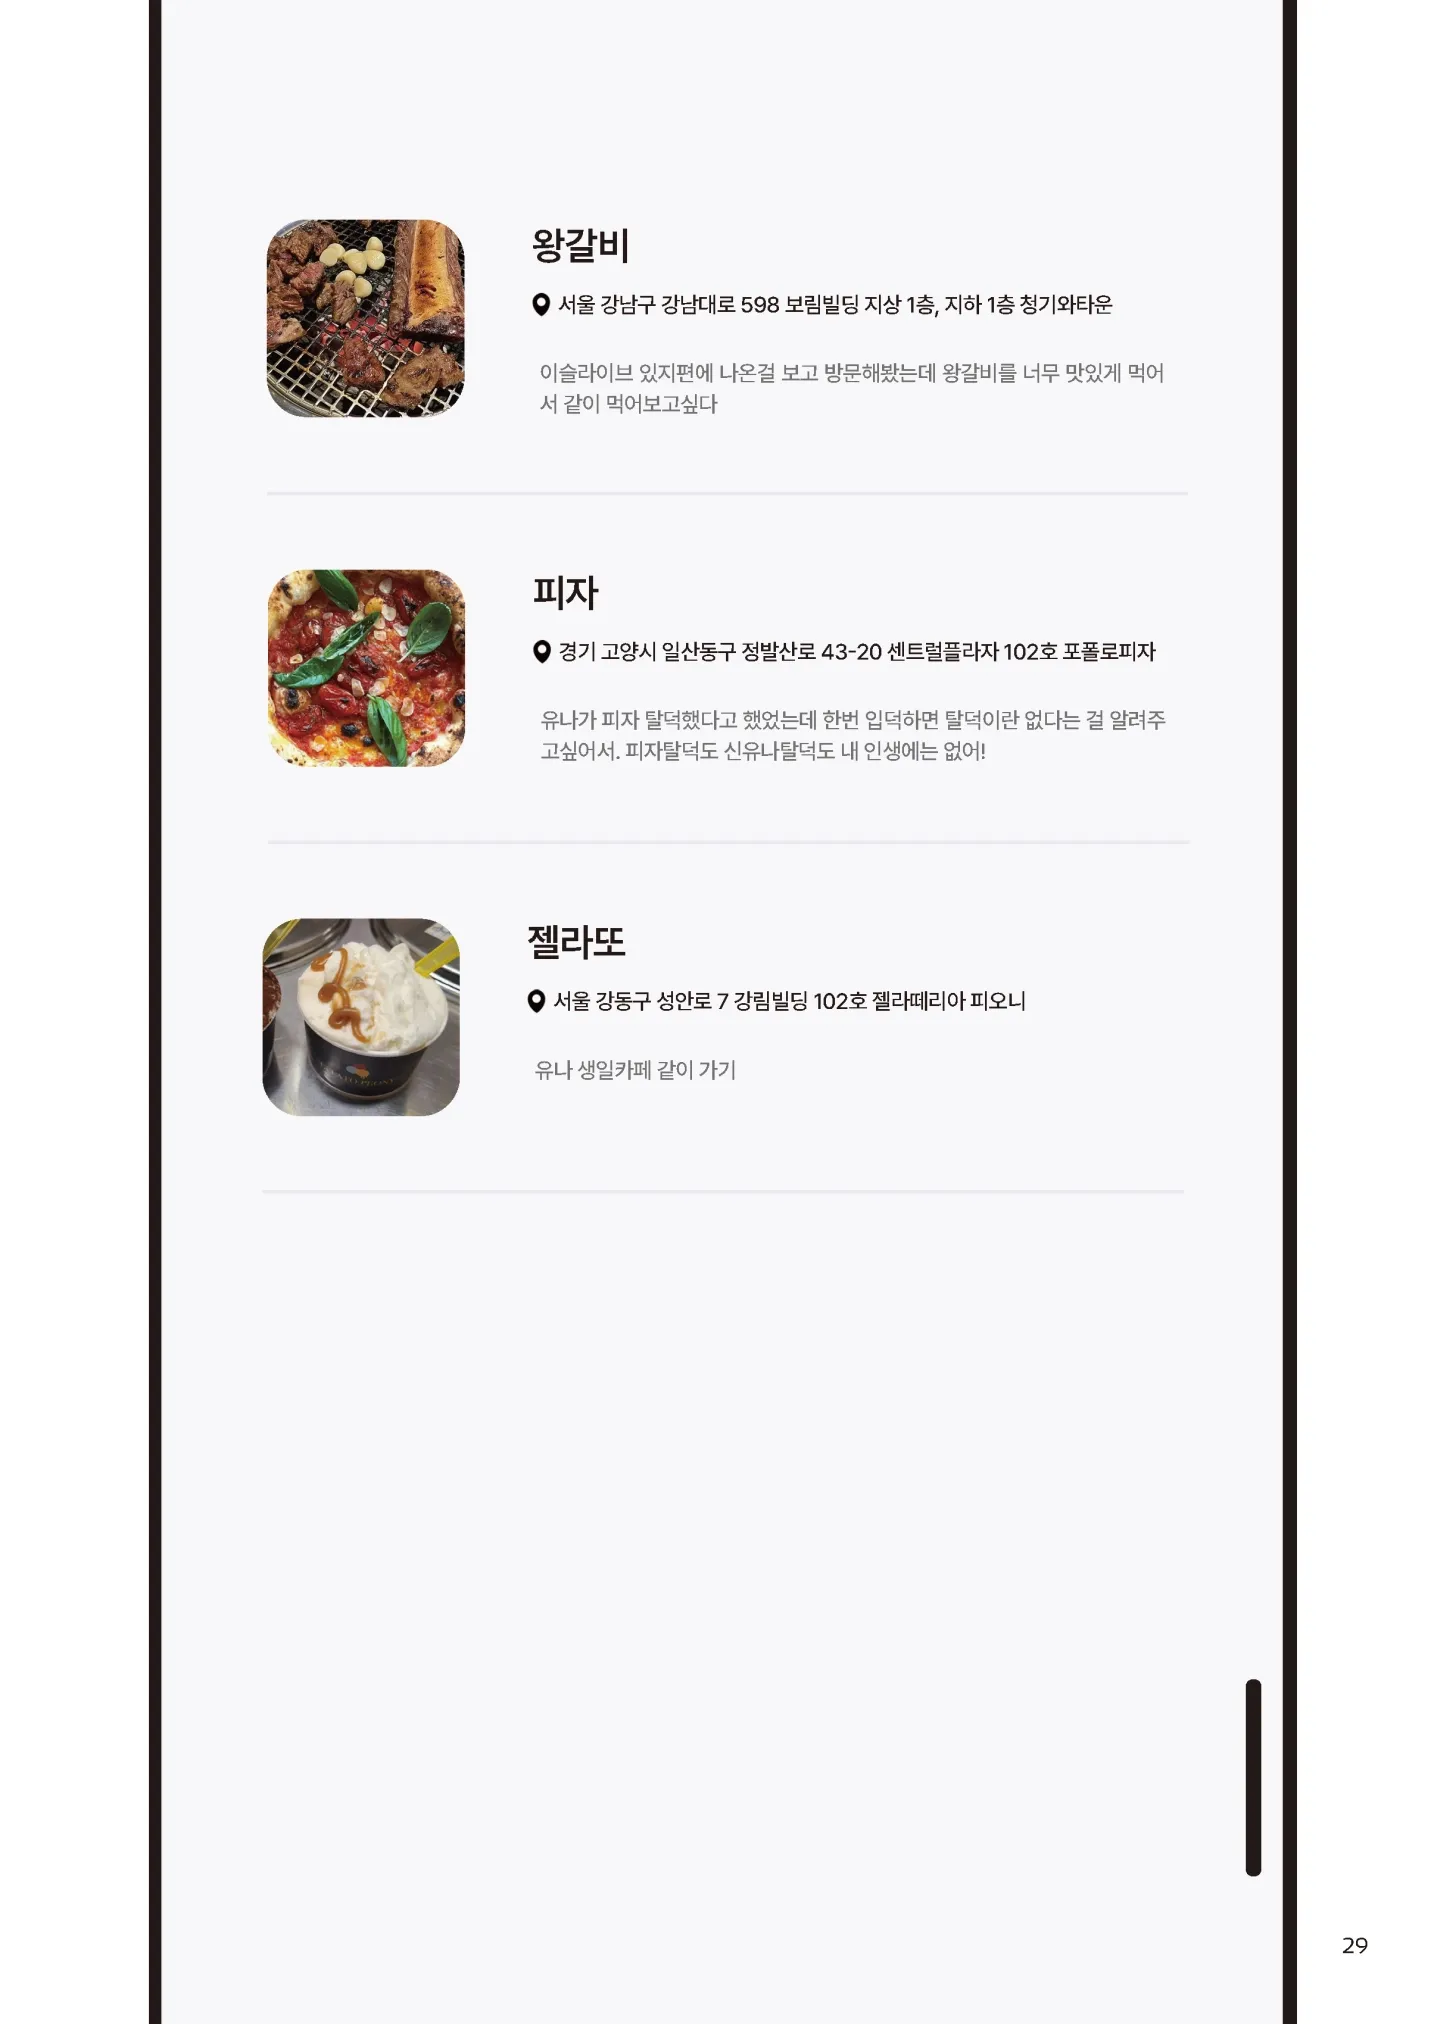 왕갈비
서울 강남구 강남대로 598 보림빌딩 지상 1층, 지하 1층 청기와타운
이슬라이브 있지편에 나온걸 보고 방문해봤는데 왕갈비를 너무 맛있게 먹어
서 같이 먹어보고싶다
피자
경기 고양시 일산동구 정발산로 43-20 센트럴플라자 102호 포폴로피자
유나가 피자 탈덕했다고 했었는데 한번 입덕하면 탈덕이란 없다는 걸 알려주
고싶어서. 피자탈덕도 신유나탈덕도 내 인생에는 없어!
젤라또
서울 강동구 성안로 7 강림빌딩 102호 젤라떼리아 피오니
유나 생일카페 같이 가기
29